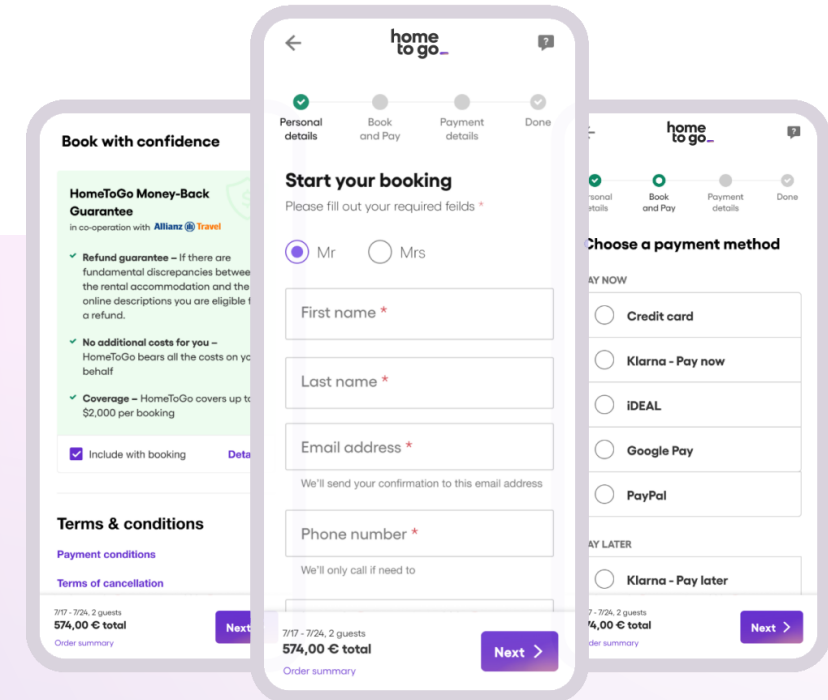 Book with confidence
HomeToGo Money-Back
Guarantee
in co-operation with Allianz Travel
Refund guarantee – If there are
fundamental discrepancies
the rental accommodation and the
online descriptions you are eligible
a refund.
No additional costs for you –
HomeToGo bears all the costs on
behalf
Coverage – HomeToGo covers up
$2,000 per booking
Include with booking
Terms & conditions
Payment conditions
Terms of cancellation
7/17 - 7/24, 2 guests
574,00 € total
Order summary
Next
home
to go_
?
Personal
details
Book
and Pay
Payment
details
Done
Start your booking
Please fill out your required feilds *
Mr
Mrs
First name *
Last name *
Email address *
We'll send your confirmation to this email address
Phone number *
We'll only call if need to
7/17 - 7/24, 2 guests
574,00 € total
Order summary
Next
home
to go_
?
Book
and Pay
Payment
details
Done
Choose a payment method
NOW
Credit card
Klarna - Pay now
iDEAL
Google Pay
PayPal
LATER
Klarna - Pay later
7/24, 2 guests
€ total
summary
Next